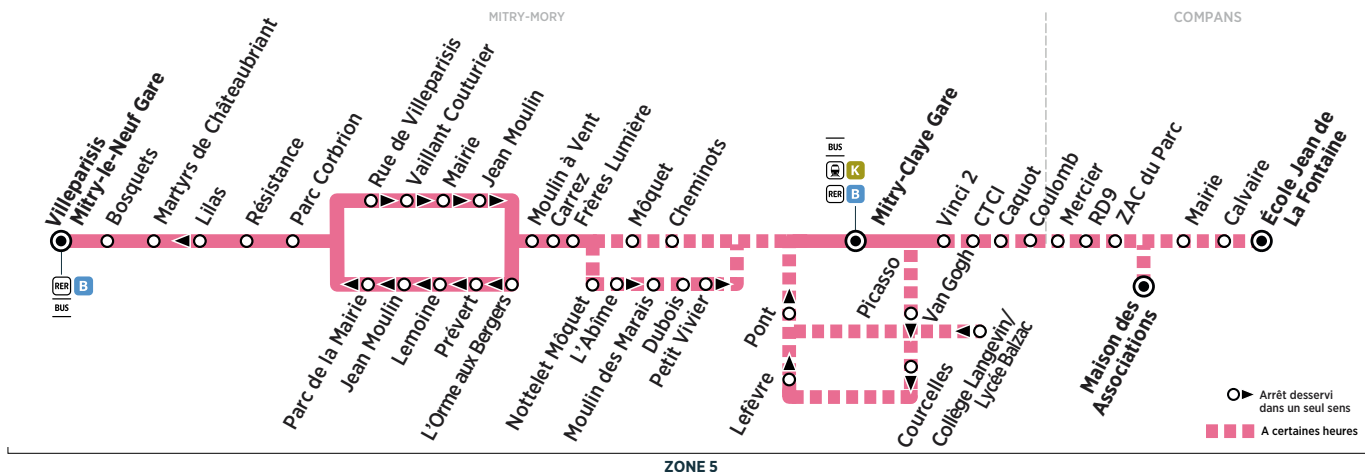 MITRY-MORY
COMPANS
Villeparisis
Mitry-le-Neuf Gare
RER B
BUS
Bosquets
Martyrs de Châteaubriant
Lilas
Résistance
Parc Corbrion
Rue de Villeparisis
Vaillant Couturier
Mairie
Jean Moulin
Parc de la Mairie
Jean Moulin
Lemoine
Prévert
L'Orme aux Bergers
Moulin à Vent
Carrez
Frères Lumière
Môquet
Cheminots
Nottelet Môquet
L'Abîme
Moulin des Marais
Dubois
Petit Vivier
BUS
K
RER B
Mitry-Claye Gare
Pont
Lefèvre
Picasso
Van Gogh
Courcelles
Collège Langevin/
Lycée Balzac
Vinci 2
CTCI
Caquot
Coulomb
Mercier
RD9
ZAC du Parc
Maison des
Associations
Mairie
Calvaire
École Jean de
La Fontaine
Arrêt desservi
dans un seul sens
A certaines heures
ZONE 5